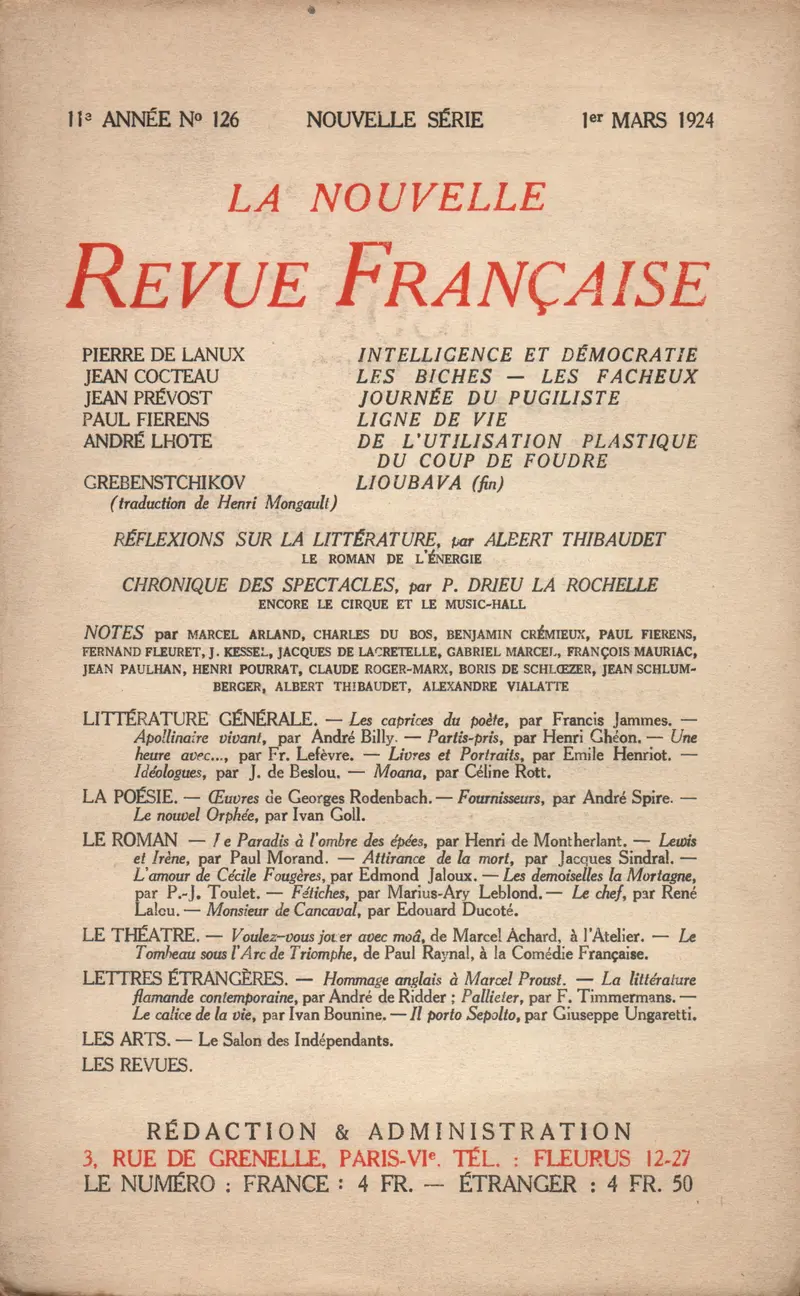 11e ANNÉE No 126 NOUVELLE SÉRIE 1er MARS 1924
LA NOUVELLE
REVUE FRANÇAISE
PIERRE DE LANUX INTELLIGENCE ET DÉMOCRATIE
JEAN COCTEAU LES BICHES — LES FACHEUX
JEAN PRÉVOST JOURNÉE DU PUGILISTE
PAUL FIERENS LIGNE DE VIE
ANDRÉ LHOTE DE L'UTILISATION PLASTIQUE
DU COUP DE FOUDRE
GREBENSTCHIKOV LIOUBAVA (fin)
(traduction de Henri Mongault)
RÉFLEXIONS SUR LA LITTÉRATURE, par ALBERT THIBAUDET
LE ROMAN DE L'ÉNERGIE
CHRONIQUE DES SPECTACLES, par P. DRIEU LA ROCHELLE
ENCORE LE CIRQUE ET LE MUSIC-HALL
NOTES par MARCEL ARLAND, CHARLES DU BOS, BENJAMIN CRÉMIEUX, PAUL FIERENS,
FERNAND FLEURET, J. KESSEL, JACQUES DE LACRETELLE, GABRIEL MARCEL, FRANÇOIS MAURIAC,
JEAN PAULHAN, HENRI POURRAT, CLAUDE ROGER-MARX, BORIS DE SCHLŒZER, JEAN SCHLUM-
BERGER, ALBERT THIBAUDET, ALEXANDRE VIALATTE
LITTÉRATURE GÉNÉRALE. — Les caprices du poète, par Francis Jammes. —
Apollinaire vivant, par André Billy. — Partis-pris, par Henri Ghéon. — Une
heure avec..., par Fr. Lefèvre. — Livres et Portraits, par Emile Henriot. —
Idéologues, par J. de Beslou. — Moana, par Céline Rott.
LA POÉSIE. — Œuvres de Georges Rodenbach. — Fournisseurs, par André Spire. —
Le nouvel Orphée, par Ivan Goll.
LE ROMAN — Le Paradis à l'ombre des épées, par Henri de Montherlant. — Lewis
et Irène, par Paul Morand. — Attirance de la mort, par Jacques Sindral. —
L'amour de Cécile Fougères, par Edmond Jaloux. — Les demoiselles la Mortagne,
par P.-J. Toulet. — Fétiches, par Marius-Ary Leblond. — Le chef, par René
Lalou. — Monsieur de Cancaval, par Edouard Ducoté.
LE THÉATRE. — Voulez-vous jouer avec moâ, de Marcel Achard, à l'Atelier. — Le
Tombeau sous l'Arc de Triomphe, de Paul Raynal, à la Comédie Française.
LETTRES ÉTRANGÈRES. — Hommage anglais à Marcel Proust. — La littérature
flamande contemporaine, par André de Ridder ; Pallieter, par F. Timmermans. —
Le calice de la vie, par Ivan Bounine. — Il porto Sepolto, par Giuseppe Ungaretti.
LES ARTS. — Le Salon des Indépendants.
LES REVUES.
RÉDACTION & ADMINISTRATION
3, RUE DE GRENELLE, PARIS-VIe. TÉL. : FLEURUS 12-27
LE NUMÉRO : FRANCE : 4 FR. — ÉTRANGER : 4 FR. 50